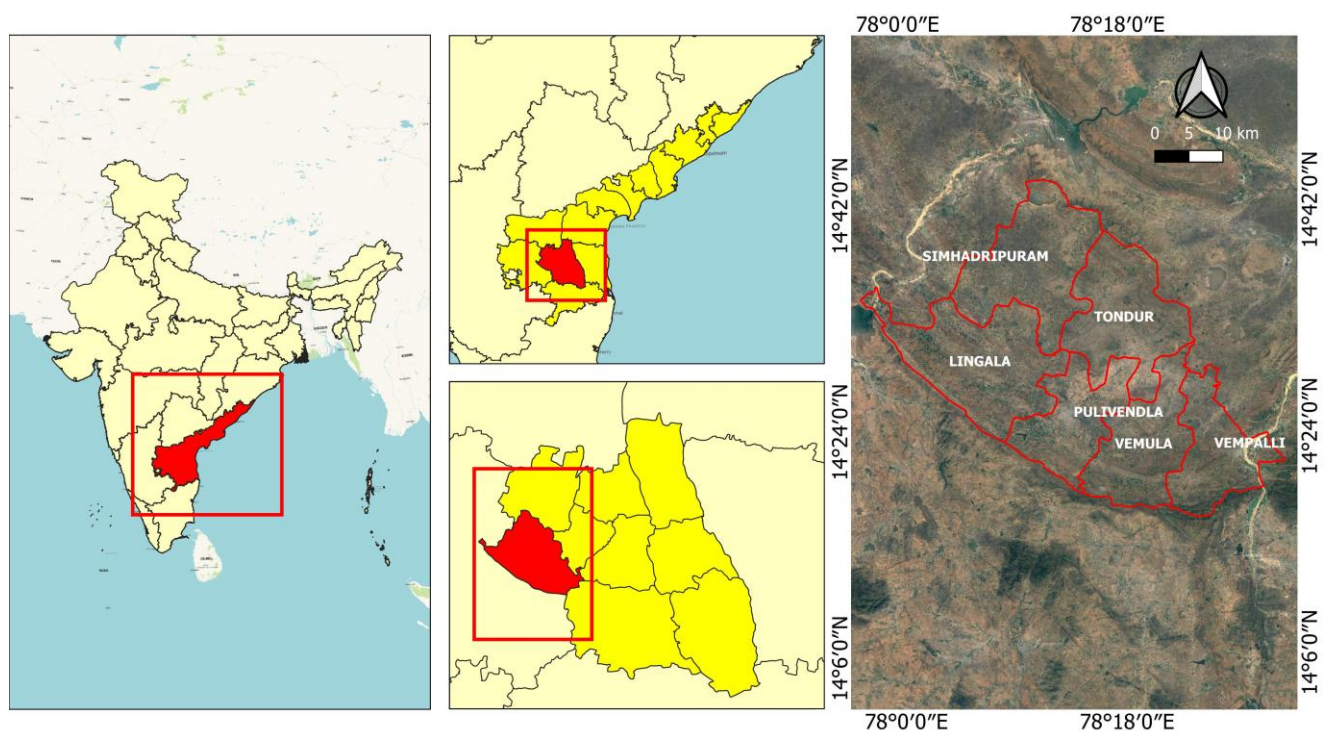 78°0′0″E 78°18′0″E
0 5 10 km
14°42′0″N 14°42′0″N
SIMHADRIPURAM
TONDUR
LINGALA
14°24′0″N 14°24′0″N
PULIVENDLA
VEMULA VEMPALLI
14°6′0″N 14°6′0″N
78°0′0″E 78°18′0″E